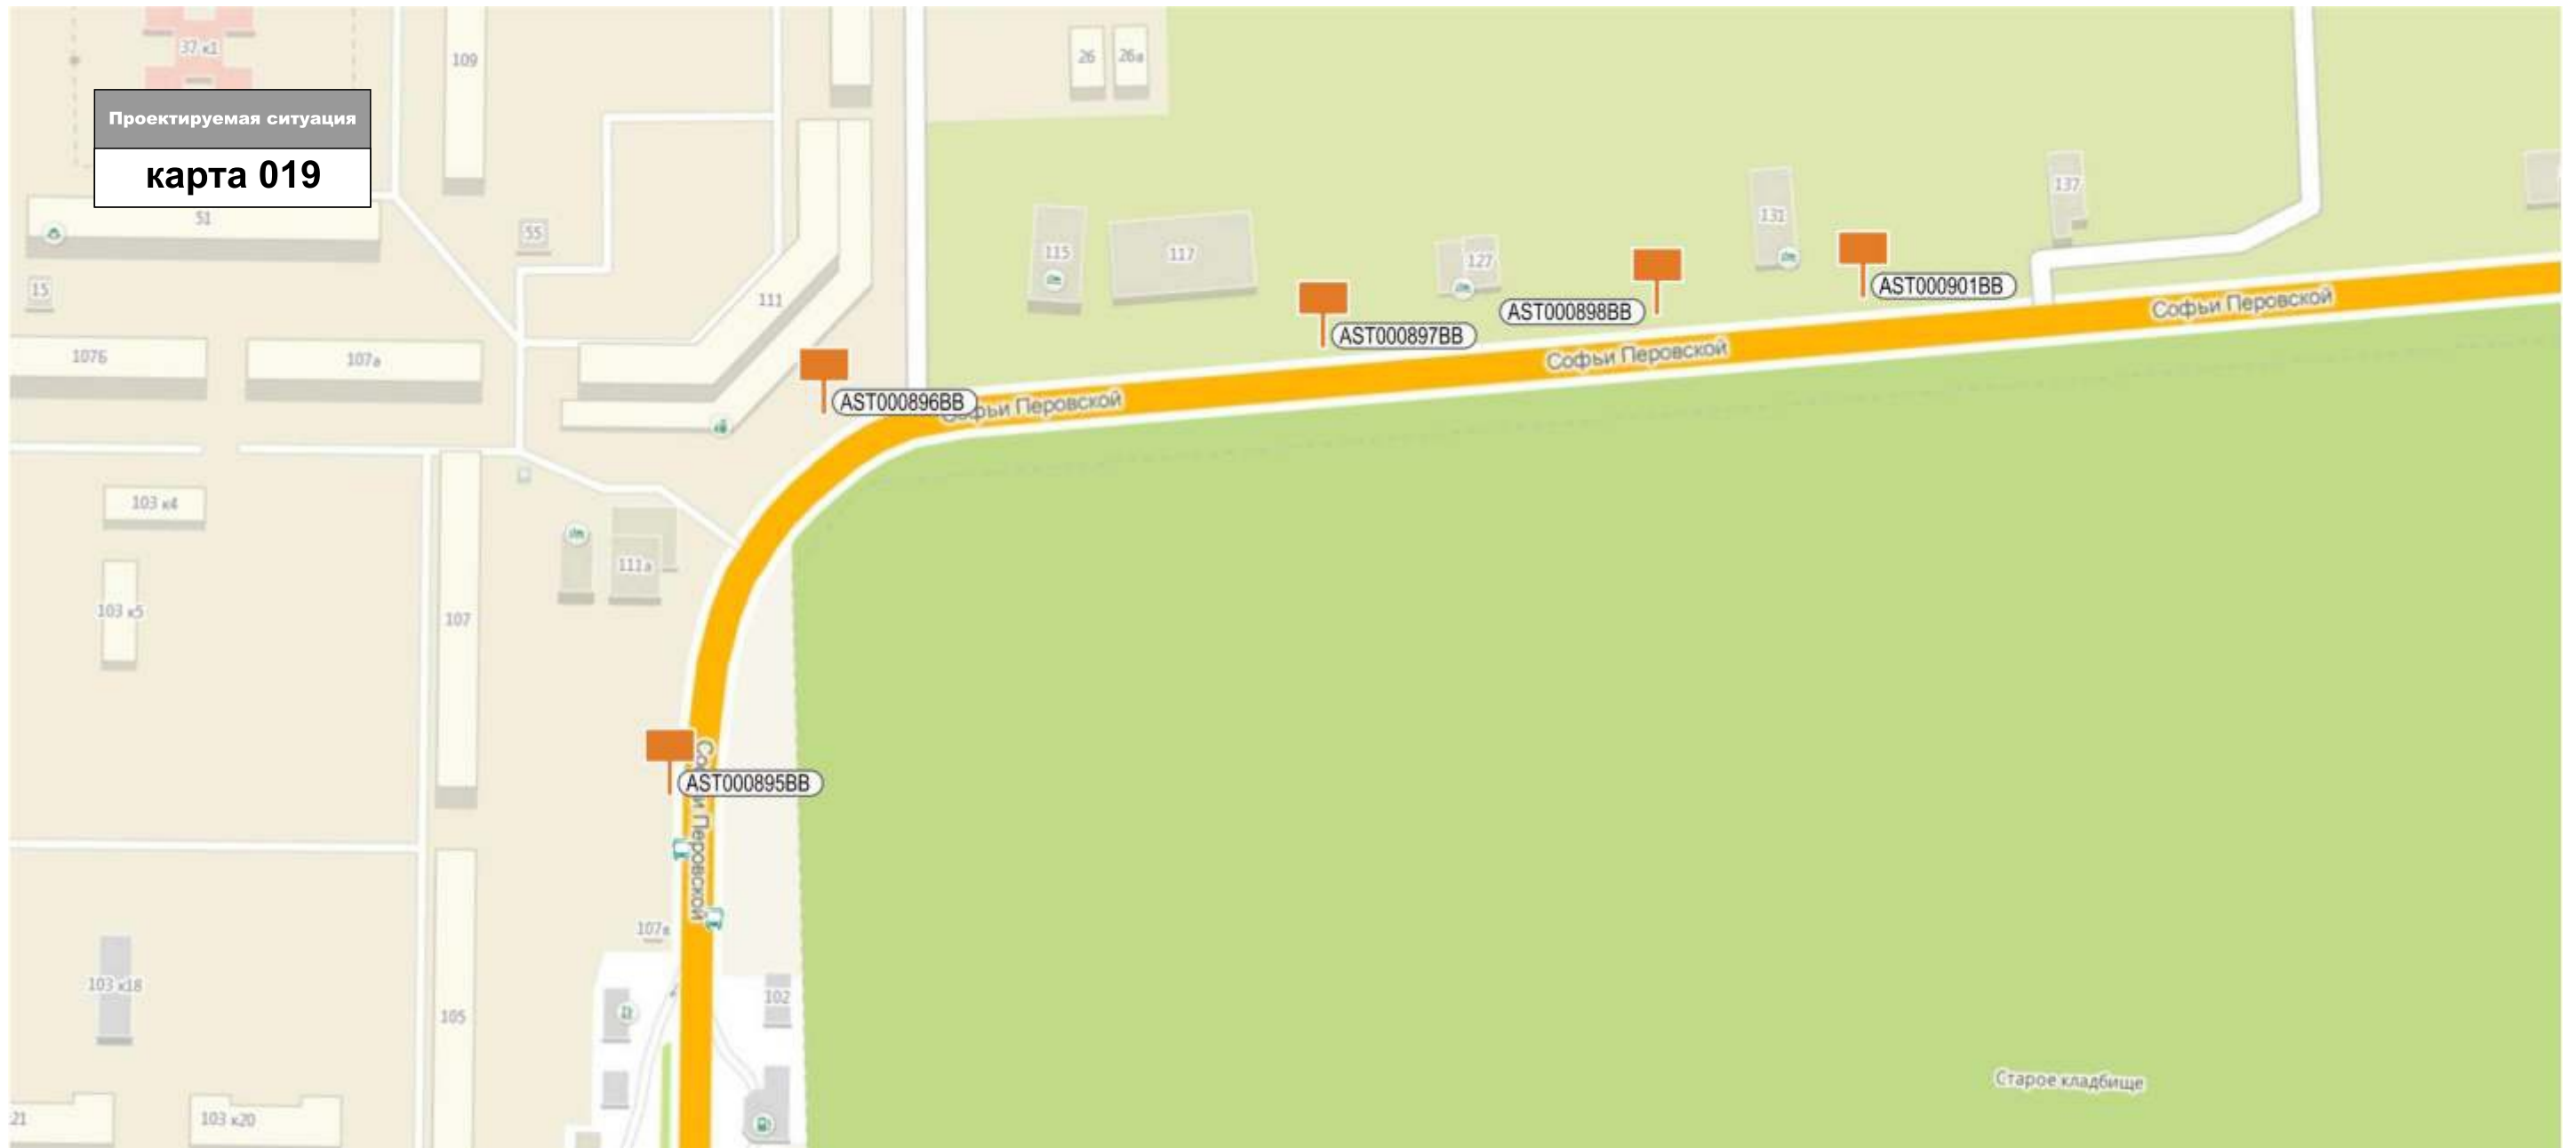 37 к1
109
26
26а
Проектируемая ситуация
карта 019
51
55
137
131
115
117
127
15
111
AST000901BB
AST000898BB
AST000897BB
Софьи Перовской
Софьи Перовской
107Б
107а
AST000896BB
офьи Перовской
103 к4
111а
103 к5
107
AST000895BB
Перовской
107в
103 к18
102
105
Старое кладбище
21
103 к20